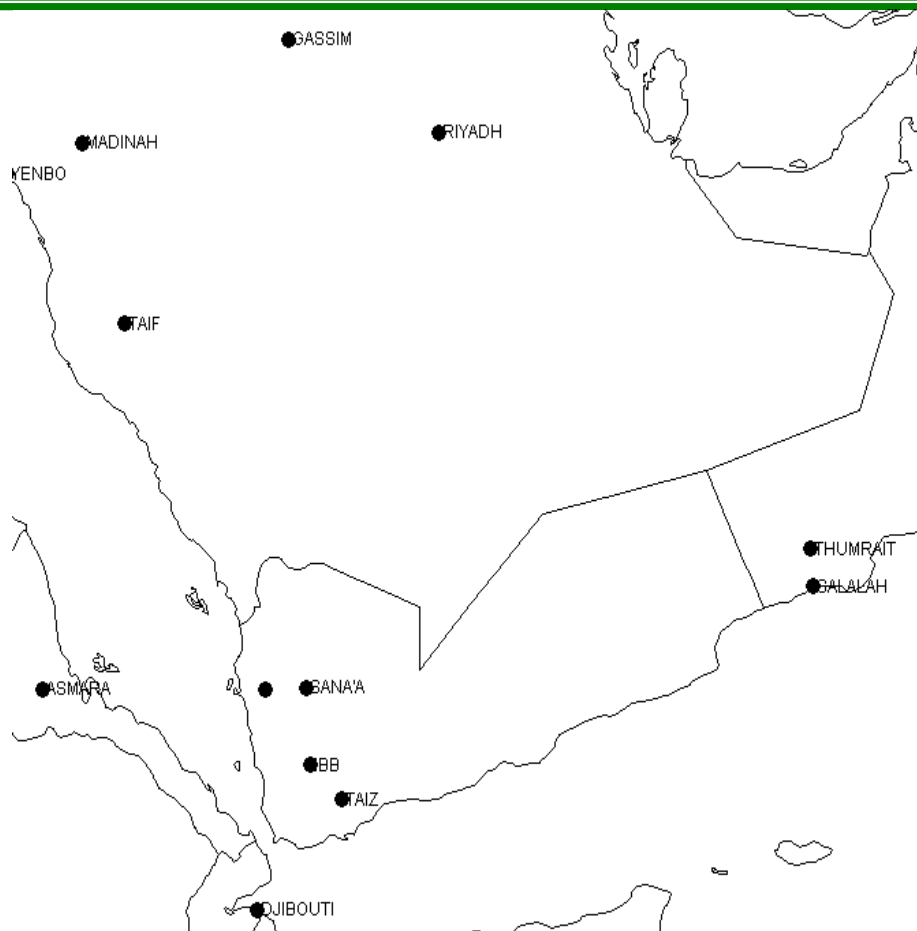 GASSIM
MADINAH
RIYADH
YENBO
TAIF
THUMRAIT
SALALAH
ASMARA
SANA'A
IBB
TAIZ
DJIBOUTI